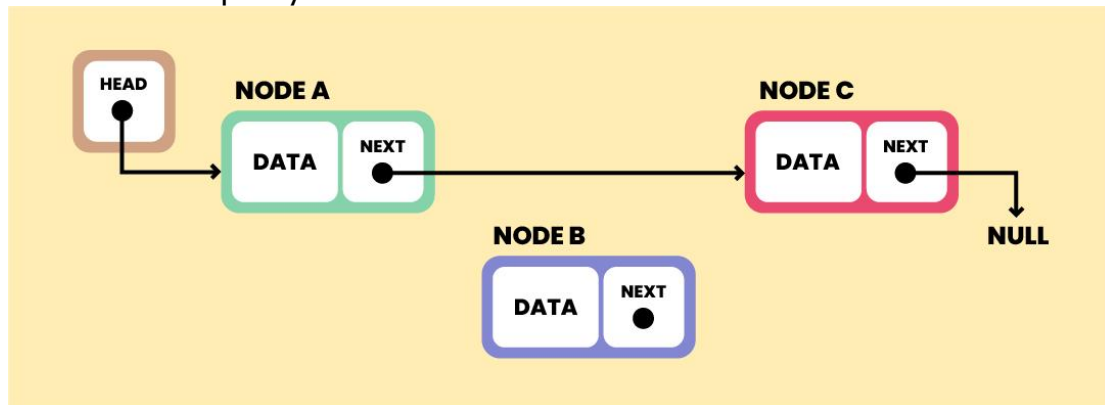 HEAD
NODE A
DATA
NEXT
NODE C
DATA
NEXT
NULL
NODE B
DATA
NEXT